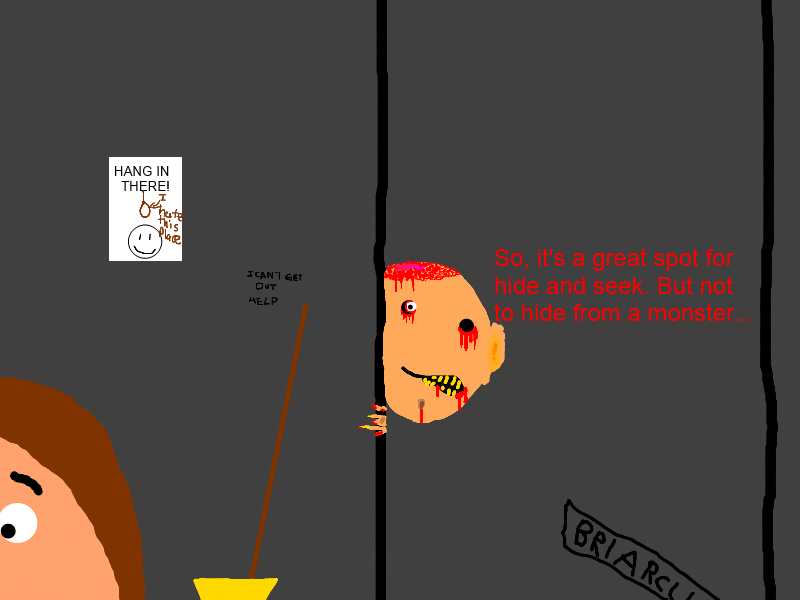 HANG IN
THERE!
I
hate
this
place
I CAN'T GET
OUT
HELP
So, it's a great spot for
hide and seek. But not
to hide from a monster...
BRIARCLI